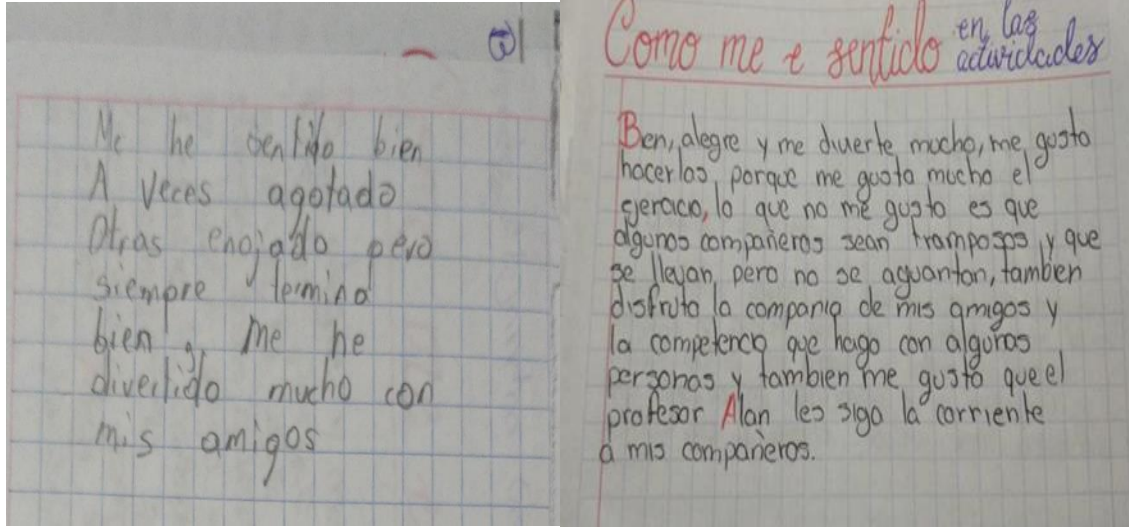 Me he sentido bien
A veces agotado
Otras enojado pero
siempre termina
bien y me he
divertido mucho con
mis amigos
Como me e sentido en las actividades
Ben, alegre y me divierte mucho, me gusto
hacerlas, porque me gusta mucho el
ejeracio, lo que no me gusto es que
algunos compañeros sean tramposos y que
se llevan, pero no se aguantan, tambien
disfruto la compania de mis amigos y
la competencia que hago con algunas
personas y tambien me gusto que el
profesor Alan les siga la corriente
a mis compañeros.